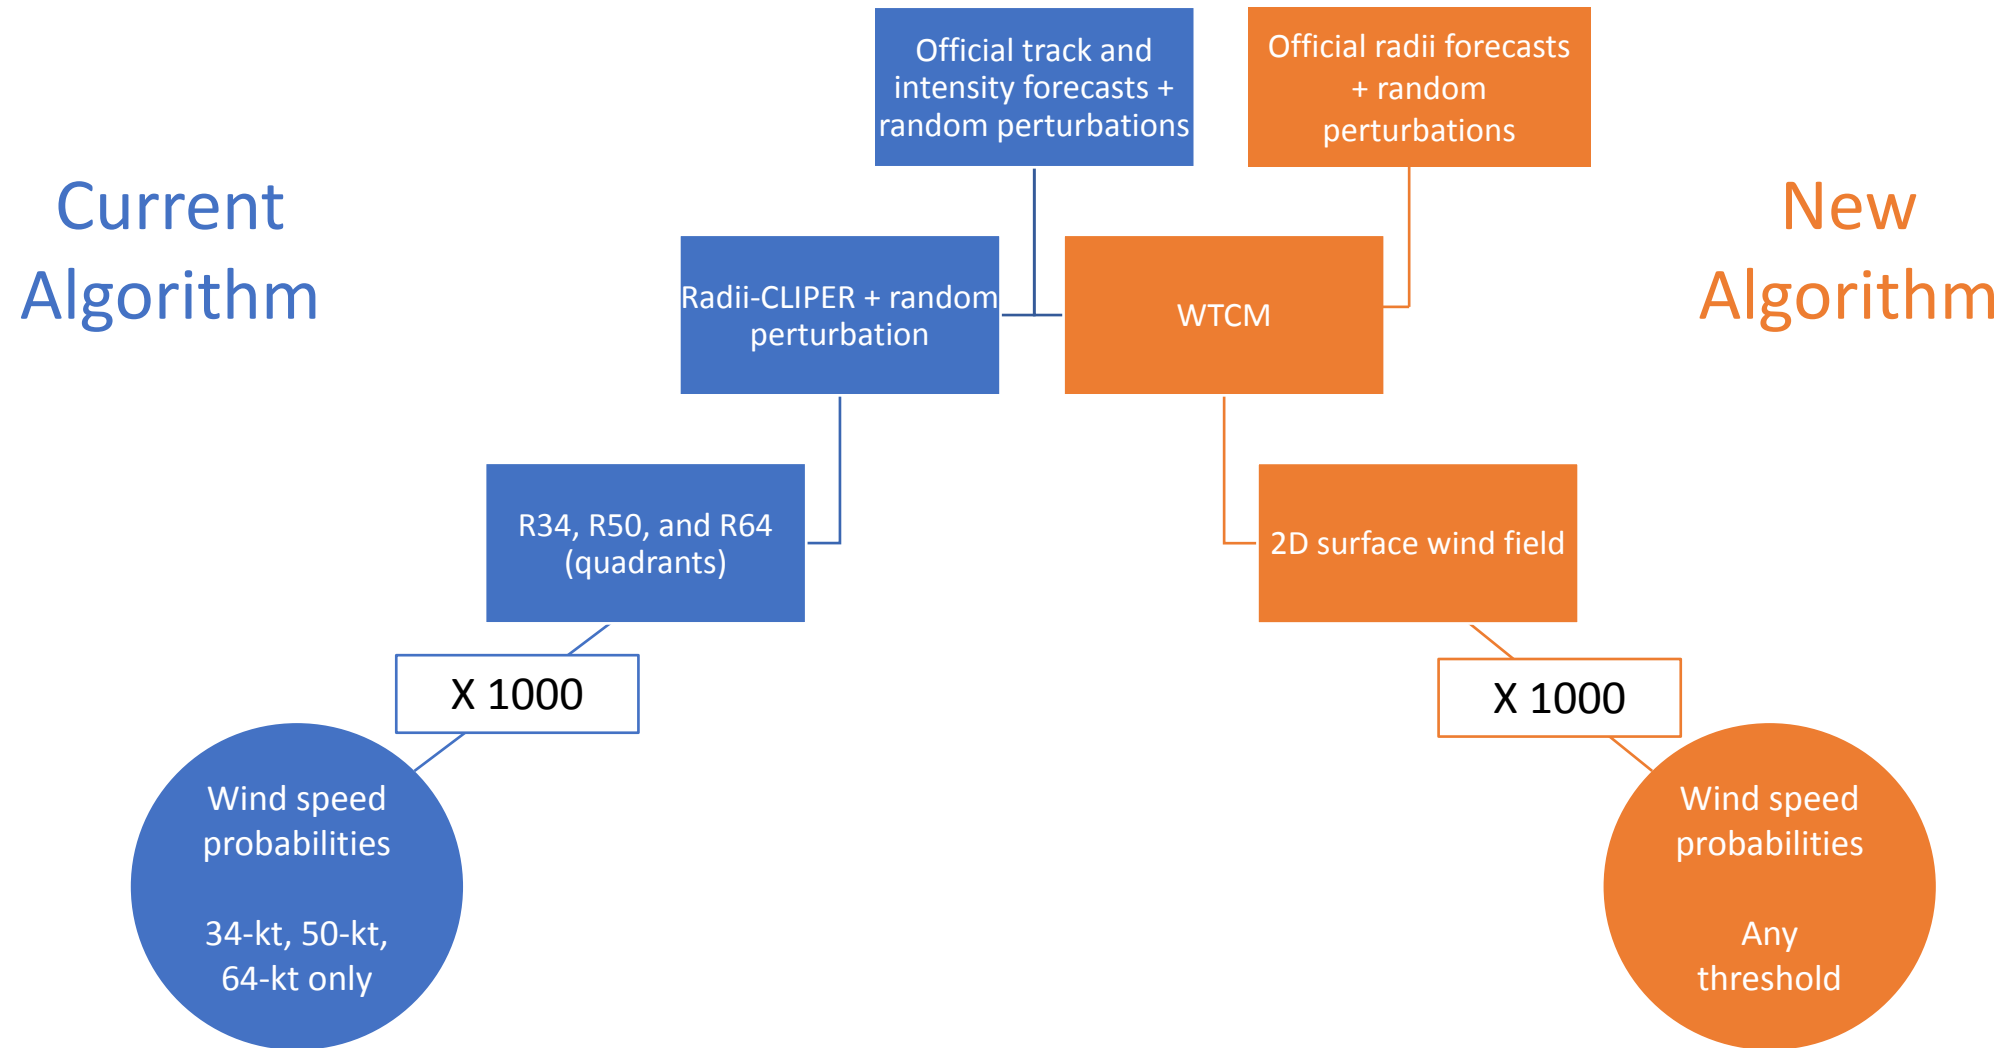 Official track and
intensity forecasts +
random perturbations
Official radii forecasts
+ random
perturbations
Current
Algorithm
New
Algorithm
Radii-CLIPER + random
perturbation
WTCM
R34, R50, and R64
(quadrants)
2D surface wind field
X 1000
X 1000
Wind speed
probabilities
34-kt, 50-kt,
64-kt only
Wind speed
probabilities
Any
threshold